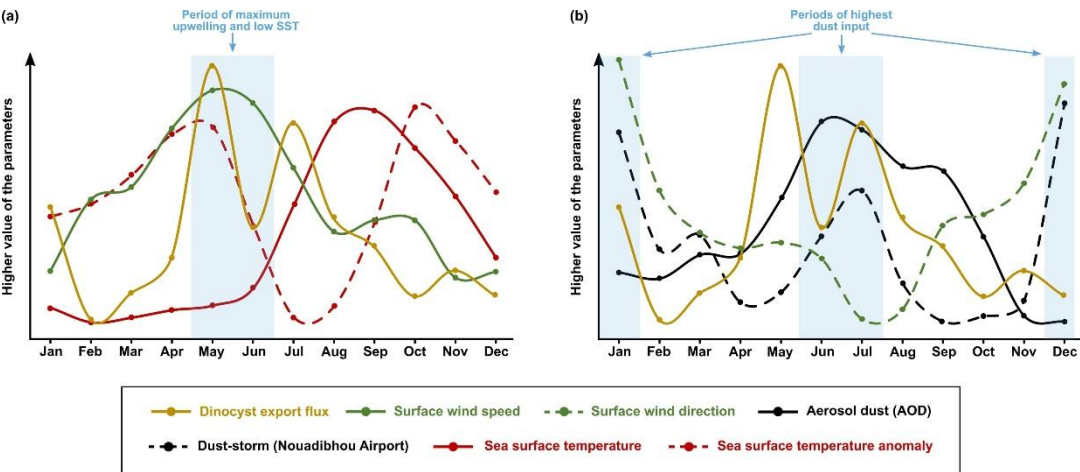 (a)
Period of maximum
upwelling and low SST
Higher value of the parameters
Jan Feb Mar Apr May Jun Jul Aug Sep Oct Nov Dec
(b)
Periods of highest
dust input
Higher value of the parameters
Jan Feb Mar Apr May Jun Jul Aug Sep Oct Nov Dec
Dinocyst export flux Surface wind speed Surface wind direction Aerosol dust (AOD)
Dust-storm (Nouadibhou Airport) Sea surface temperature Sea surface temperature anomaly